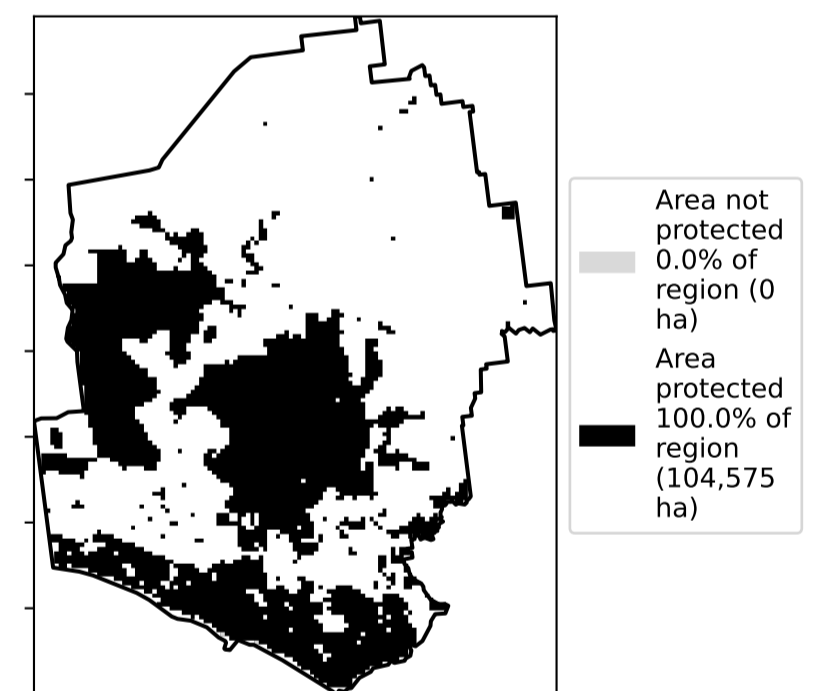 Area not
protected
0.0% of
region (0
ha)
Area
protected
100.0% of
region
(104,575
ha)